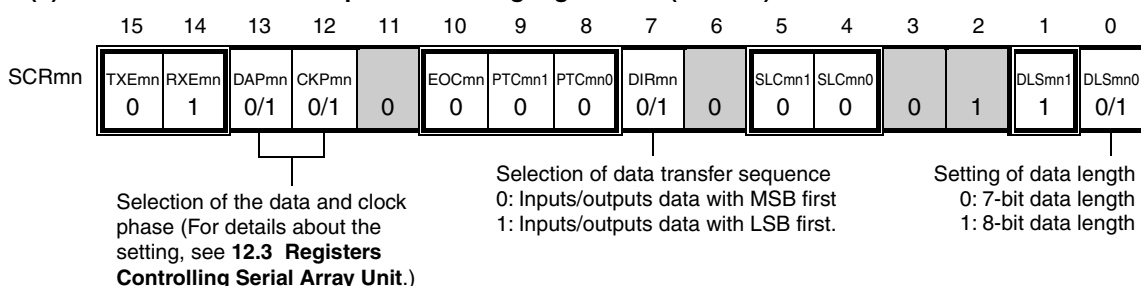 15 14 13 12 11 10 9 8 7 6 5 4 3 2 1 0
SCRmn
TXEmn RXEmn DAPmn CKPmn EOCmn PTCmn1 PTCmn0 DIRmn SLCmn1 SLCmn0 DLSmn1 DLSmn0
0 1 0/1 0/1 0 0 0 0 0/1 0 0 0 0 1 1 0/1
Selection of the data and clock
phase (For details about the
setting, see 12.3 Registers
Controlling Serial Array Unit.)
Selection of data transfer sequence
0: Inputs/outputs data with MSB first
1: Inputs/outputs data with LSB first.
Setting of data length
0: 7-bit data length
1: 8-bit data length